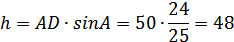 h = AD · sinA = 50 · 24/25 = 48